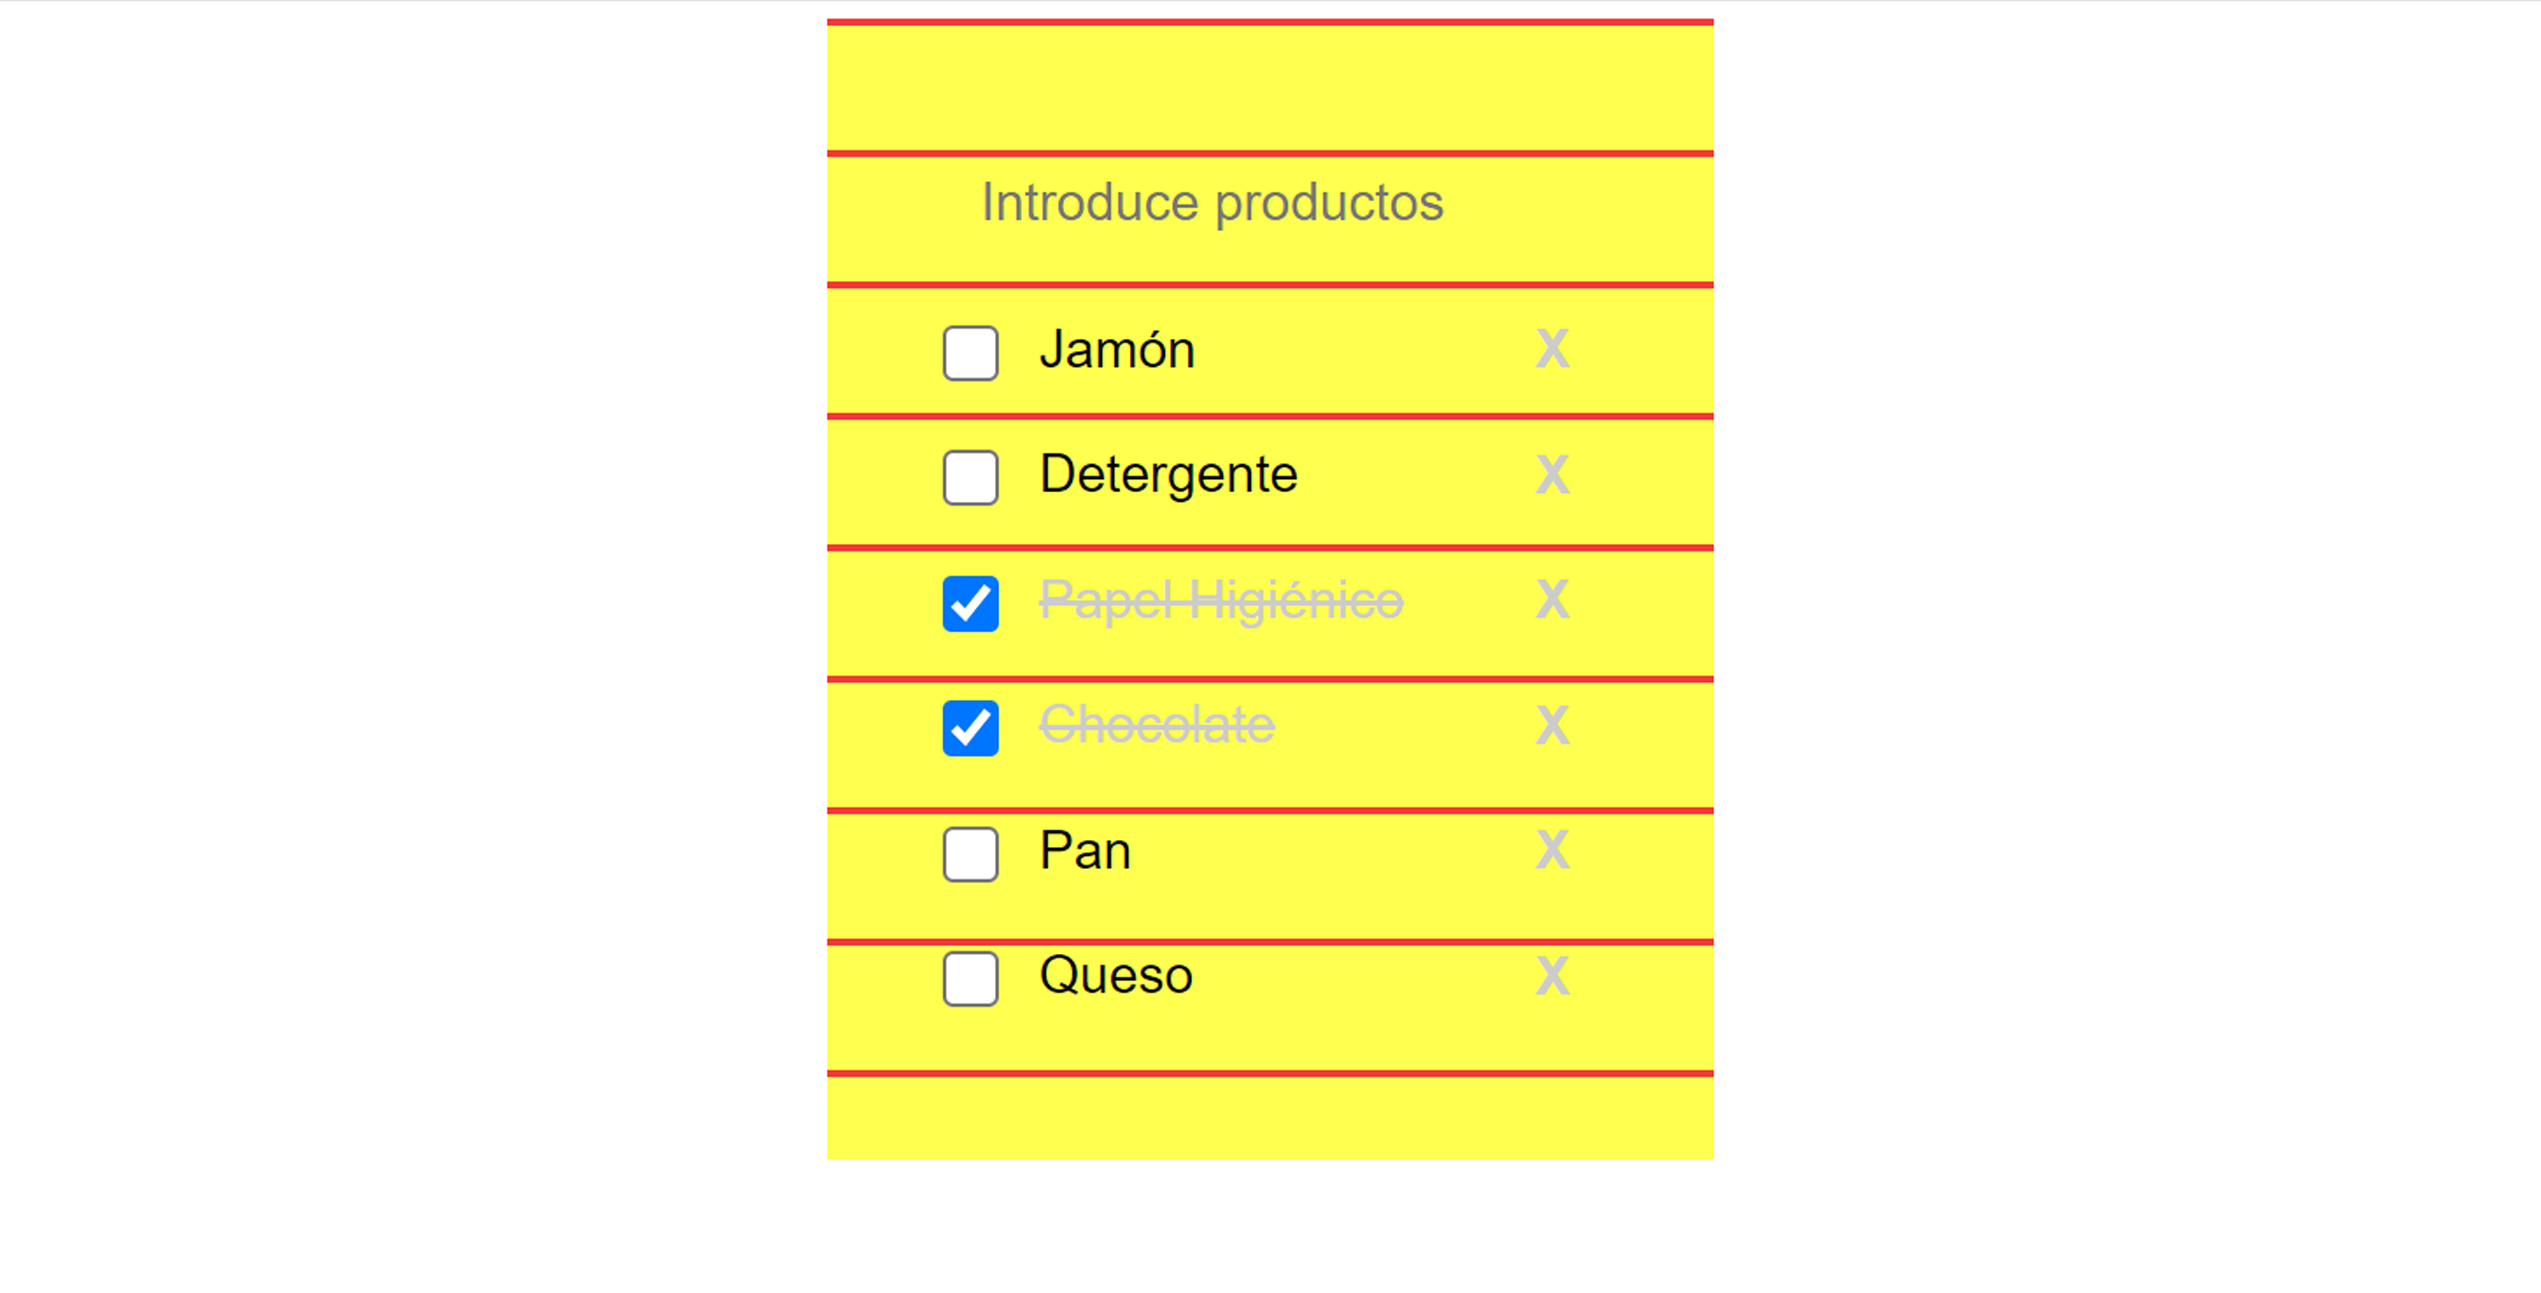 Introduce productos
Jamón X
Detergente X
Papel Higiénico X
Chocolate X
Pan X
Queso X